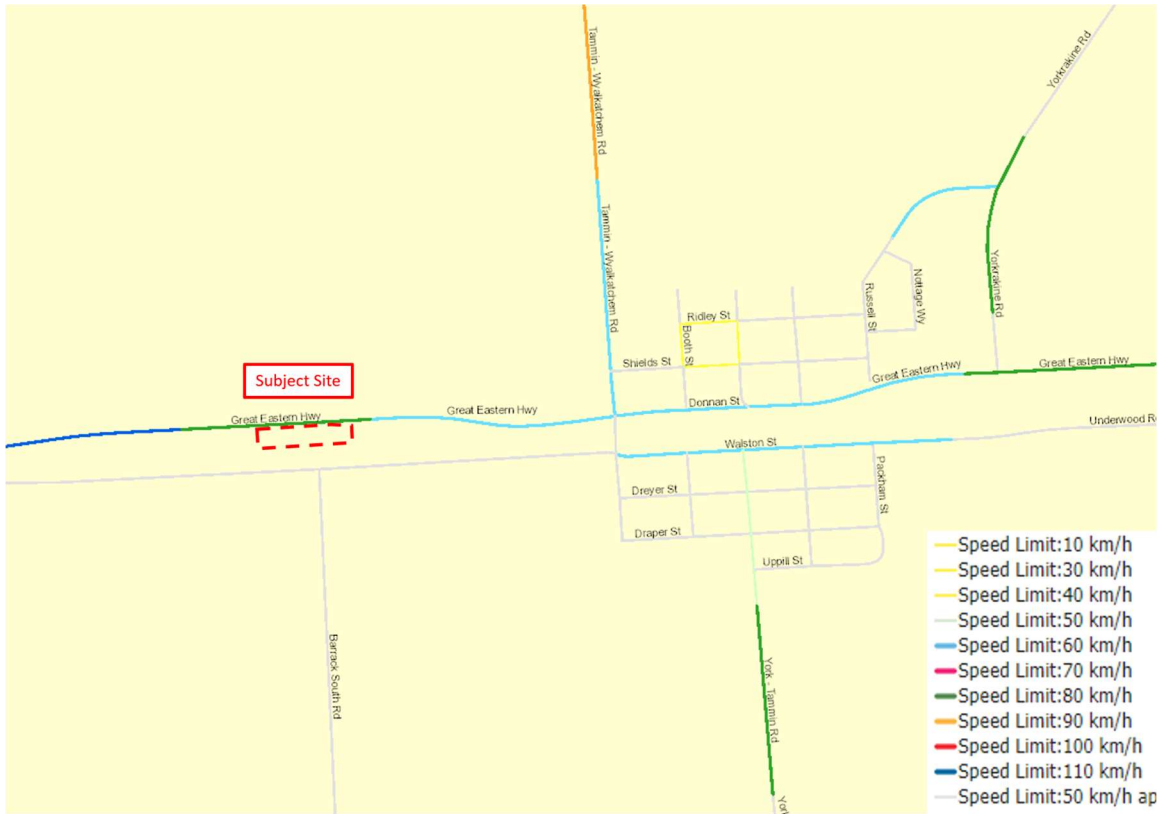 Yorkrakine Rd
Tammin - Wyalkatchem Rd
Tammin - Wyalkatchem Rd
Nottage Wy
Russell St
Yorkrakine Rd
Ridley St
Booth St
Shields St
Great Eastern Hwy
Great Eastern Hwy
Subject Site
Great Eastern Hwy
Great Eastern Hwy
Donnan St
Underwood R
Walston St
Packham St
Dreyer St
Draper St
Uppill St
Barrack South Rd
York - Tammin Rd
York
Speed Limit:10 km/h
Speed Limit:30 km/h
Speed Limit:40 km/h
Speed Limit:50 km/h
Speed Limit:60 km/h
Speed Limit:70 km/h
Speed Limit:80 km/h
Speed Limit:90 km/h
Speed Limit:100 km/h
Speed Limit:110 km/h
Speed Limit:50 km/h ap